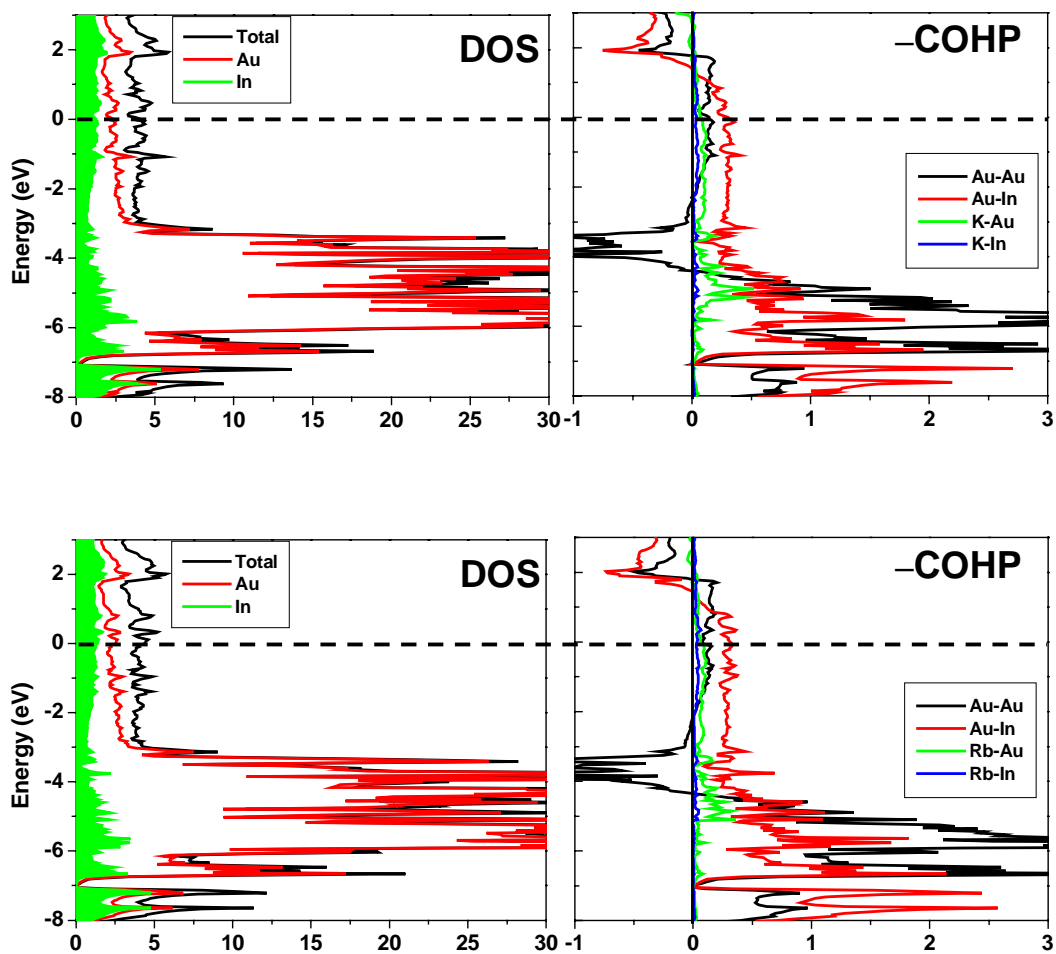 DOS
Total
Au
In
Energy (eV)
2
0
-2
-4
-6
-8
0 5 10 15 20 25 30
–COHP
Au-Au
Au-In
K-Au
K-In
-1 0 1 2 3
DOS
Total
Au
In
Energy (eV)
2
0
-2
-4
-6
-8
0 5 10 15 20 25 30
–COHP
Au-Au
Au-In
Rb-Au
Rb-In
-1 0 1 2 3